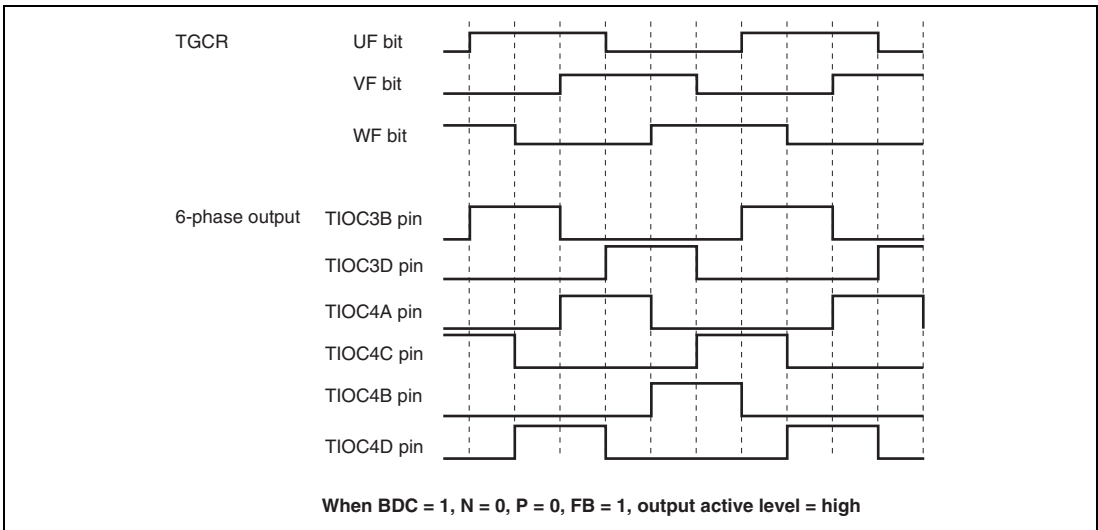 TGCR UF bit
VF bit
WF bit
6-phase output TIOC3B pin
TIOC3D pin
TIOC4A pin
TIOC4C pin
TIOC4B pin
TIOC4D pin
When BDC = 1, N = 0, P = 0, FB = 1, output active level = high